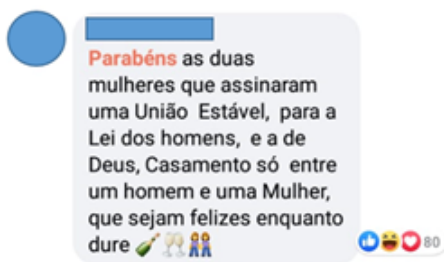 Parabéns as duas
mulheres que assinaram
uma União Estável, para a
Lei dos homens, e a de
Deus, Casamento só entre
um homem e uma Mulher,
que sejam felizes enquanto
dure 🍾🥂👭
80